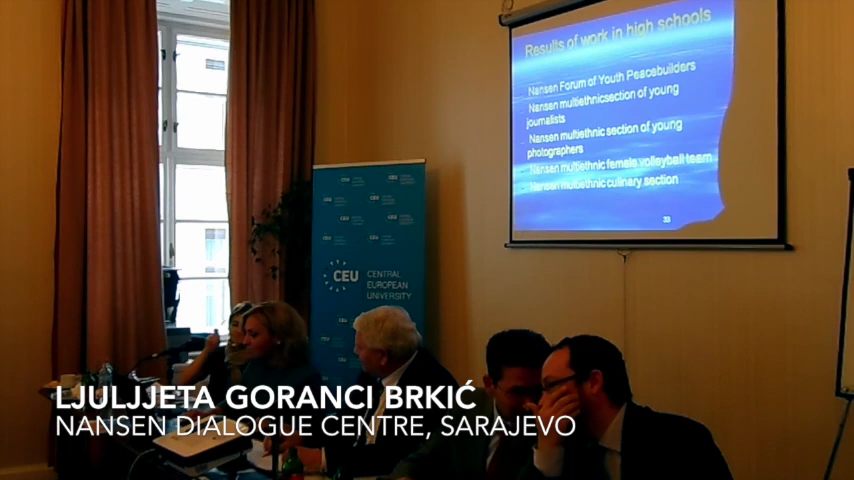 Results of work in high schools
Nansen Forum of Youth Peacebuilders
Nansen multiethnicsection of young
journalists
Nansen multiethnic section of young
photographers
Nansen multiethnic female volleyball team
Nansen multiethnic culinary section
33
CEU
CENTRAL
EUROPEAN
UNIVERSITY
LJULJJETA GORANCI BRKIĆ
NANSEN DIALOGUE CENTRE, SARAJEVO